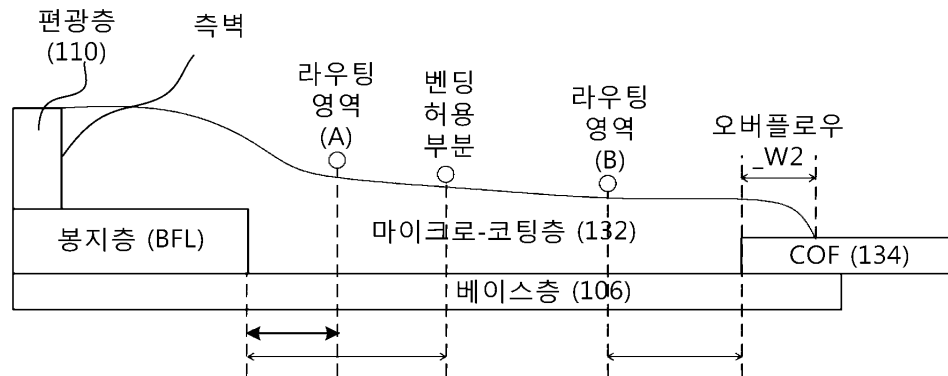 편광층
(110)
측벽
라우팅
영역
(A)
벤딩
허용
부분
라우팅
영역
(B)
오버플로우
_W2
봉지층 (BFL)
마이크로-코팅층 (132)
COF (134)
베이스층 (106)